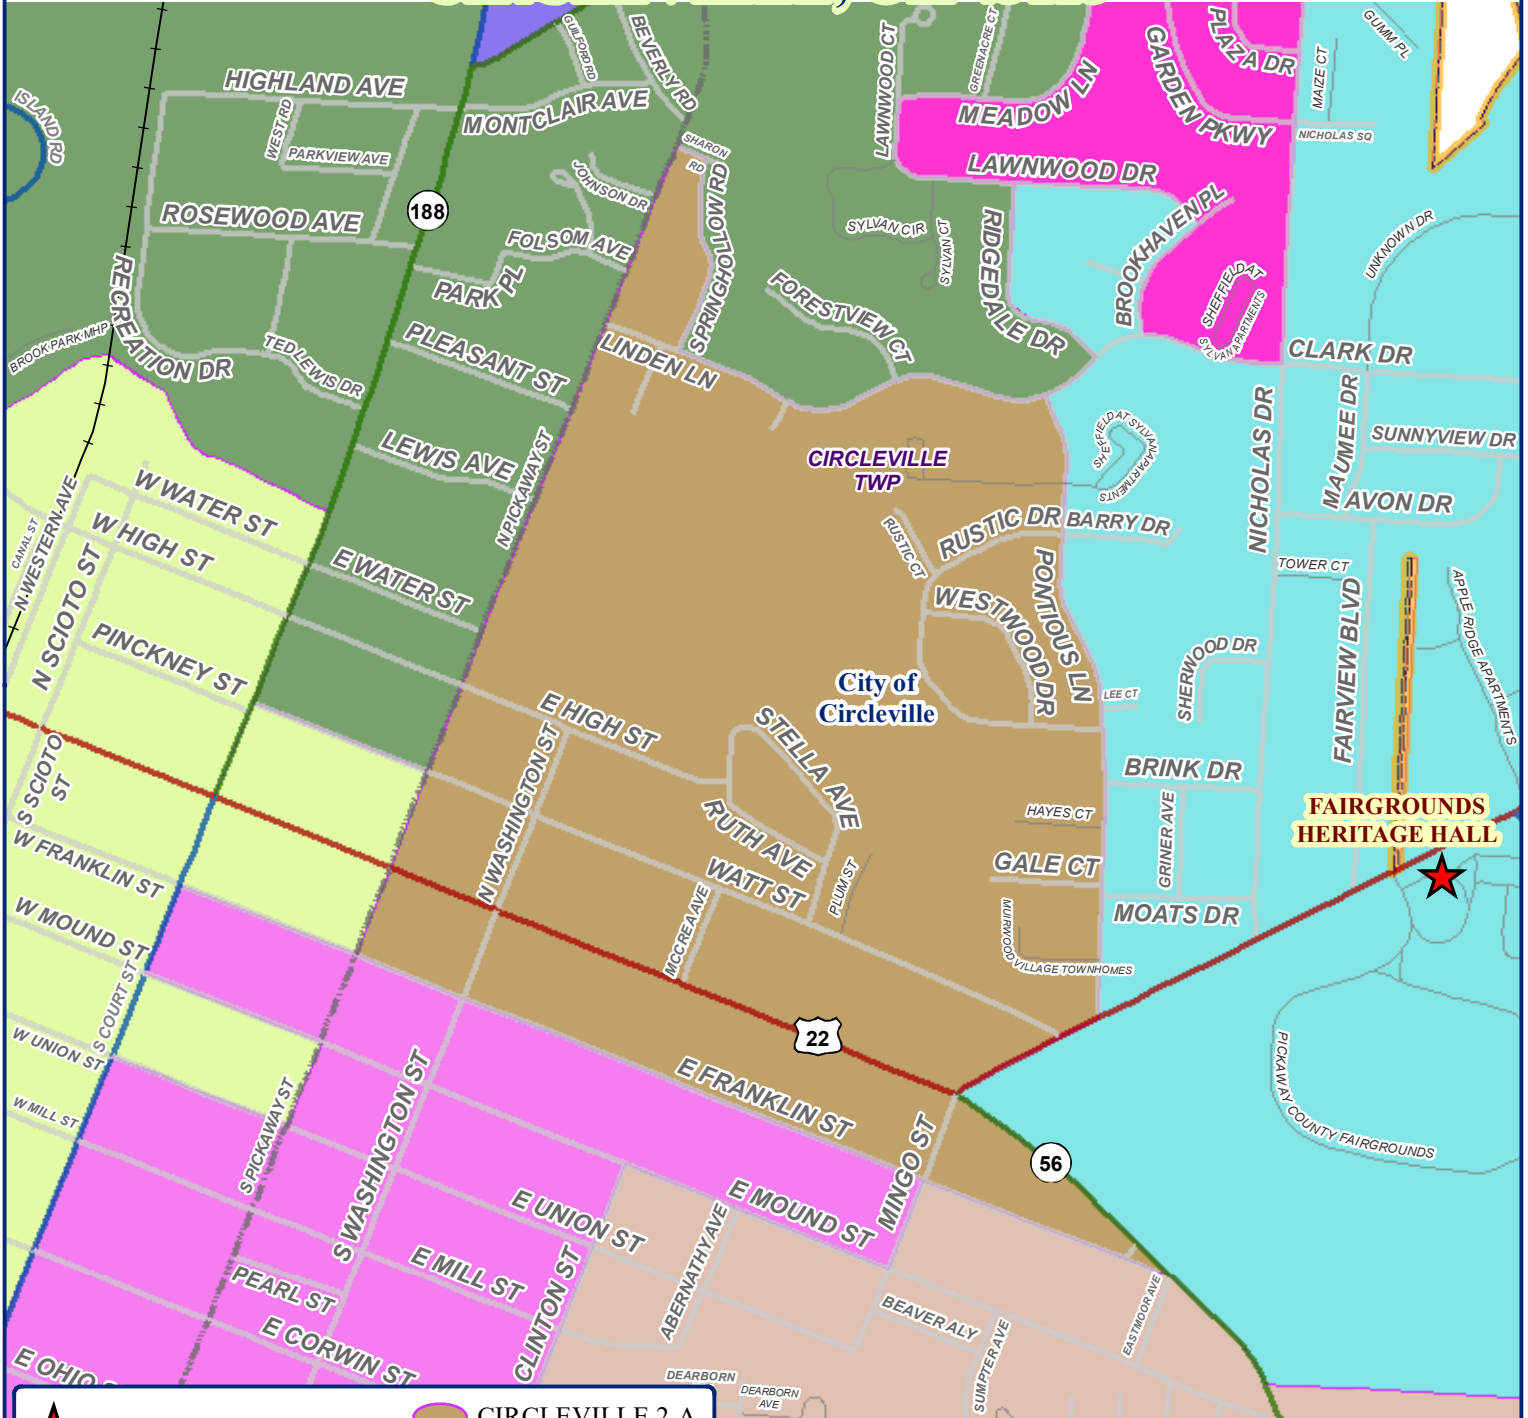 GUMM PL
PLAZA DR
GREENACRE CT
GUILFORD RD
BEVERLY RD
LAWNWOOD CT
GARDEN PKWY
MAIZE CT
HIGHLAND AVE
MONTCLAIR AVE
MEADOW LN
ISLAND RD
WEST RD
PARKVIEW AVE
NICHOLAS SQ
SHARON
RD
LAWNWOOD DR
JOHNSON DR
188
ROSEWOOD AVE
FOLSOM AVE
SPRINGHOLLOW RD
SYLVAN CIR
SYLVAN CT
RIDGEDALE DR
BROOKHAVEN PL
UNKNOWN DR
PARK PL
FORESTVIEW CT
SHEFFIELD AT
SYLVAN APARTMENTS
RECREATION DR
BROOK PARK MHP
TED LEWIS DR
PLEASANT ST
LINDEN LN
CLARK DR
NICHOLAS DR
MAUMEE DR
SUNNYVIEW DR
LEWIS AVE
N PICKAWAY ST
CIRCLEVILLE
TWP
SHEFFIELD AT SYLVAN APARTMENTS
AVON DR
W WATER ST
W HIGH ST
CANAL ST
N WESTERN AVE
N SCIOTO ST
E WATER ST
RUSTIC CT
RUSTIC DR
BARRY DR
TOWER CT
PONTIOUS LN
WESTWOOD DR
FAIRVIEW BLVD
APPLE RIDGE APARTMENTS
PINCKNEY ST
SHERWOOD DR
City of
Circleville
LEE CT
E HIGH ST
STELLA AVE
N WASHINGTON ST
S SCIOTO
ST
BRINK DR
RUTH AVE
HAYES CT
GRINER AVE
FAIRGROUNDS
HERITAGE HALL
W FRANKLIN ST
WATT ST
PLUM ST
GALE CT
MCCREA AVE
MUIRWOOD VILLAGE TOWNHOMES
MOATS DR
W MOUND ST
S COURT ST
W UNION ST
22
W MILL ST
S PICKAWAY ST
S WASHINGTON ST
E FRANKLIN ST
MINGO ST
56
PICKAWAY COUNTY FAIRGROUNDS
E UNION ST
E MOUND ST
ABERNATHY AVE
E MILL ST
CLINTON ST
PEARL ST
BEAVER ALY
SUMPTER AVE
EASTMOOR AVE
E CORWIN ST
E OHIO
DEARBORN
DEARBORN
AVE
CIRCLEVILLE 2-A